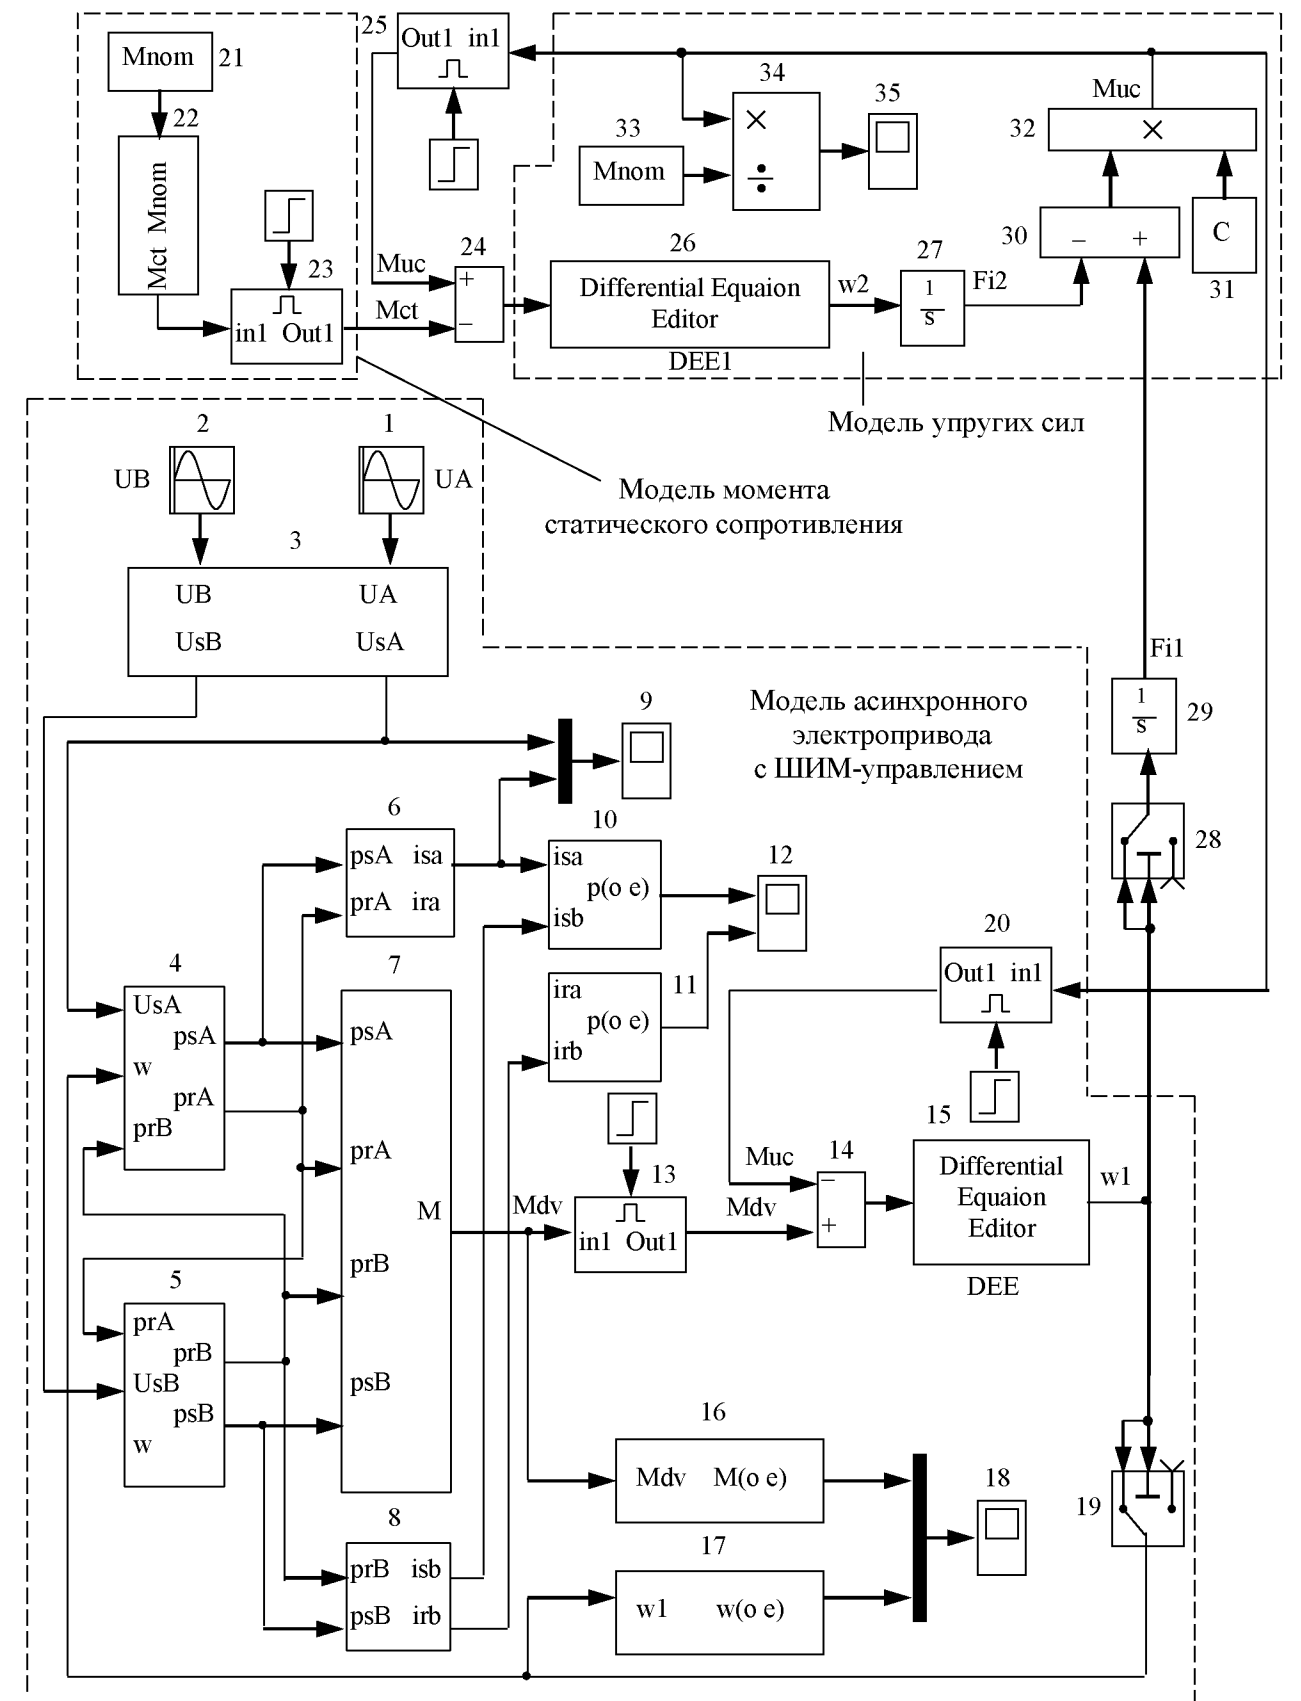 Mnom
21
22
Mct Mnom
23
in1 Out1
25
Out1 in1
34
×
÷
35
33
Mnom
Muc
32
×
30
– +
C
31
24
Muc
+
Mct
–
26
Differential Equaion
Editor
DEE1
w2
27
1
s
Fi2
Модель упругих сил
Модель момента
статического сопротивления
2
1
UB
UA
3
UB UA
UsB UsA
Модель асинхронного
электропривода
с ШИМ-управлением
9
Fi1
1
s
29
28
6
psA isa
prA ira
10
isa
p(o e)
isb
12
11
ira
p(o e)
irb
20
Out1 in1
4
UsA
psA
w
prA
prB
7
psA
prA
M
prB
psB
5
prA
prB
UsB
psB
w
Mdv
13
in1 Out1
Muc
Mdv
14
–
+
15
Differential
Equaion
Editor
DEE
w1
16
Mdv M(o e)
17
w1 w(o e)
18
19
8
prB isb
psB irb